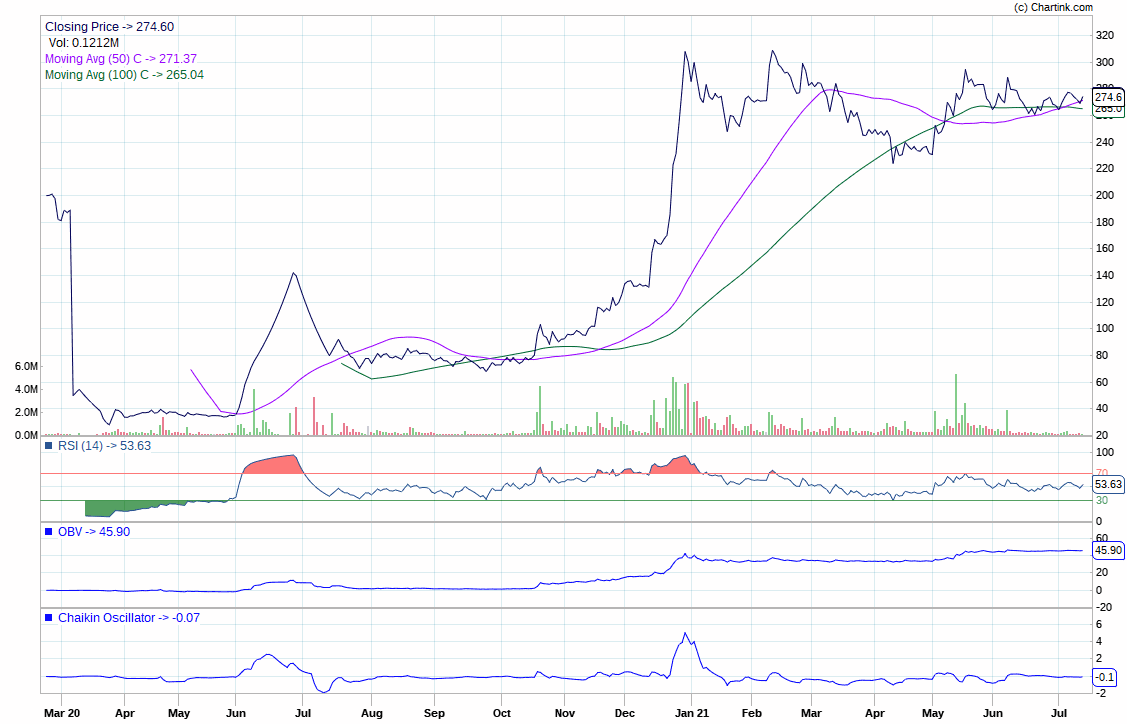 (c) Chartink.com
Closing Price -> 274.60
Vol: 0.1212M
Moving Avg (50) C -> 271.37
Moving Avg (100) C -> 265.04
320
300
280
274.6
265.0
260
240
220
200
180
160
140
120
100
80
60
40
20
6.0M
4.0M
2.0M
0.0M
RSI (14) -> 53.63
100
70
53.63
30
0
OBV -> 45.90
60
45.90
20
0
-20
Chaikin Oscillator -> -0.07
6
4
2
-0.1
-2
Mar 20 Apr May Jun Jul Aug Sep Oct Nov Dec Jan 21 Feb Mar Apr May Jun Jul